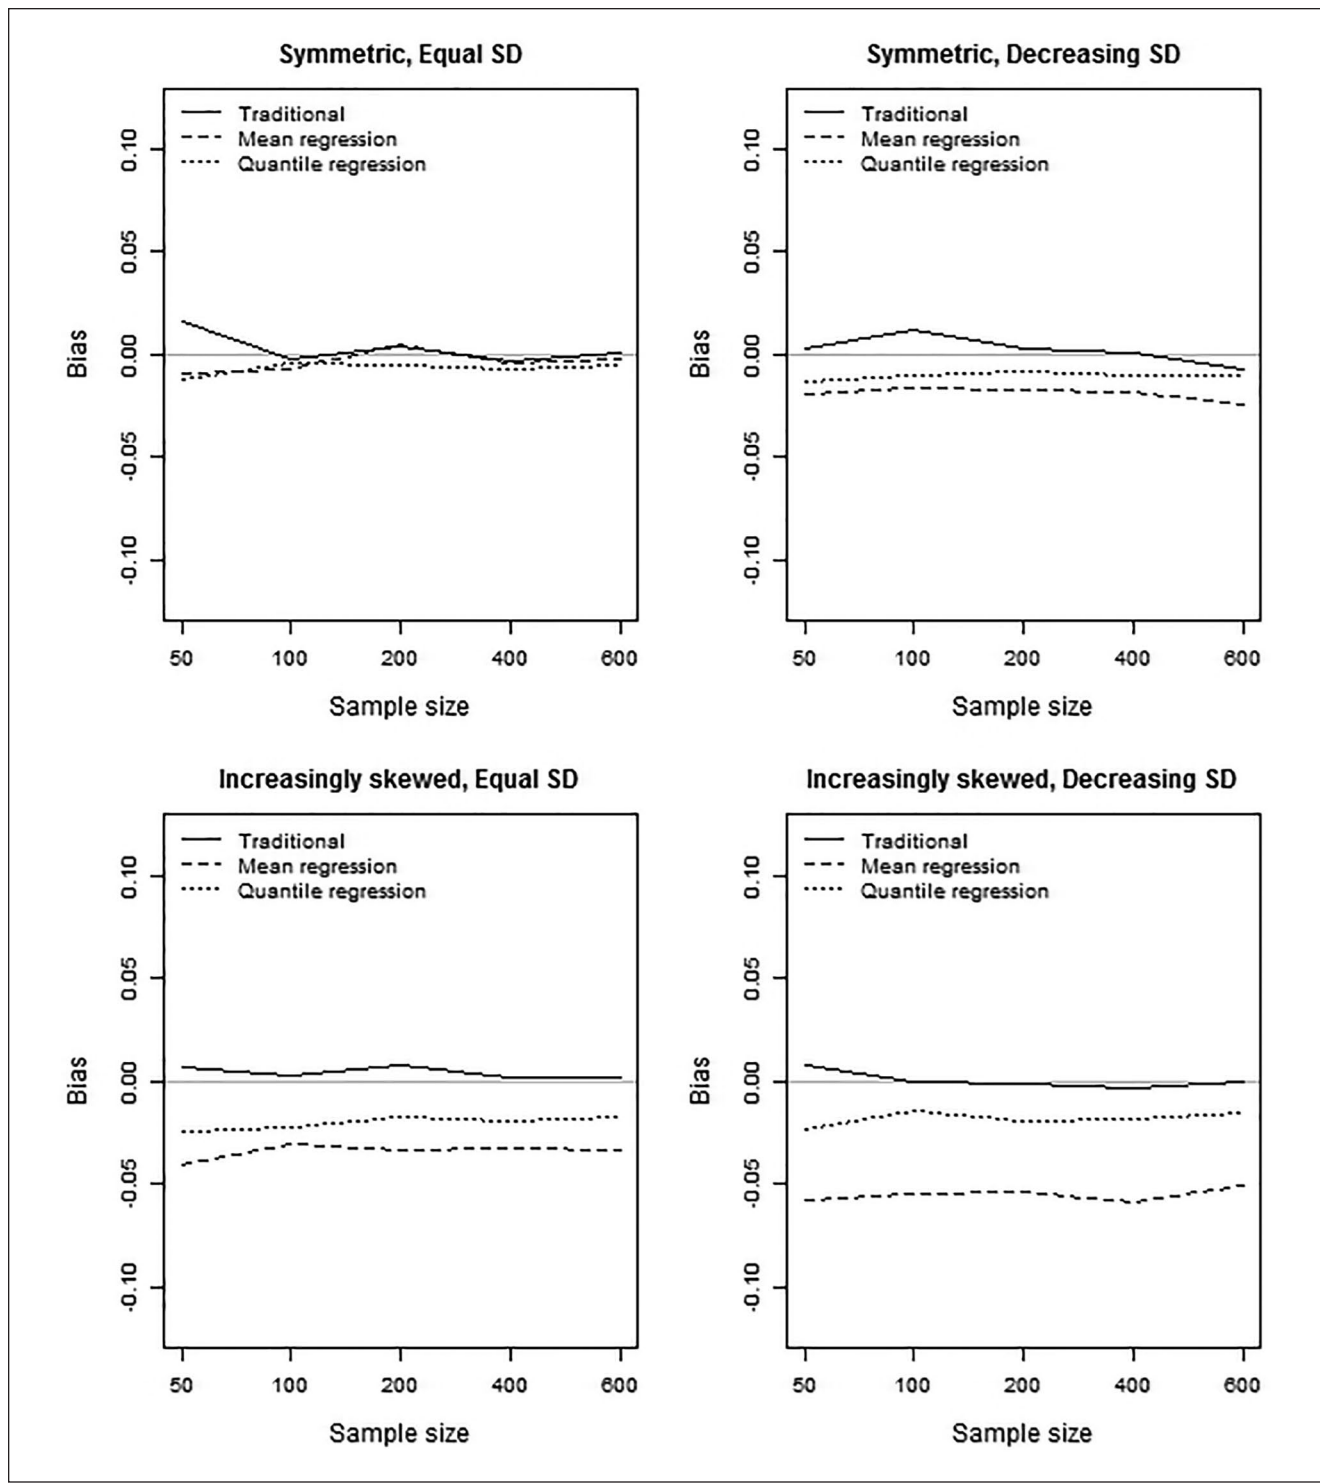 Symmetric, Equal SD
Traditional
Mean regression
Quantile regression
0.10
0.05
0.00
-0.05
-0.10
Bias
50 100 200 400 600
Sample size
Symmetric, Decreasing SD
Traditional
Mean regression
Quantile regression
0.10
0.05
0.00
-0.05
-0.10
Bias
50 100 200 400 600
Sample size
Increasingly skewed, Equal SD
Traditional
Mean regression
Quantile regression
0.10
0.05
0.00
-0.05
-0.10
Bias
50 100 200 400 600
Sample size
Increasingly skewed, Decreasing SD
Traditional
Mean regression
Quantile regression
0.10
0.05
0.00
-0.05
-0.10
Bias
50 100 200 400 600
Sample size